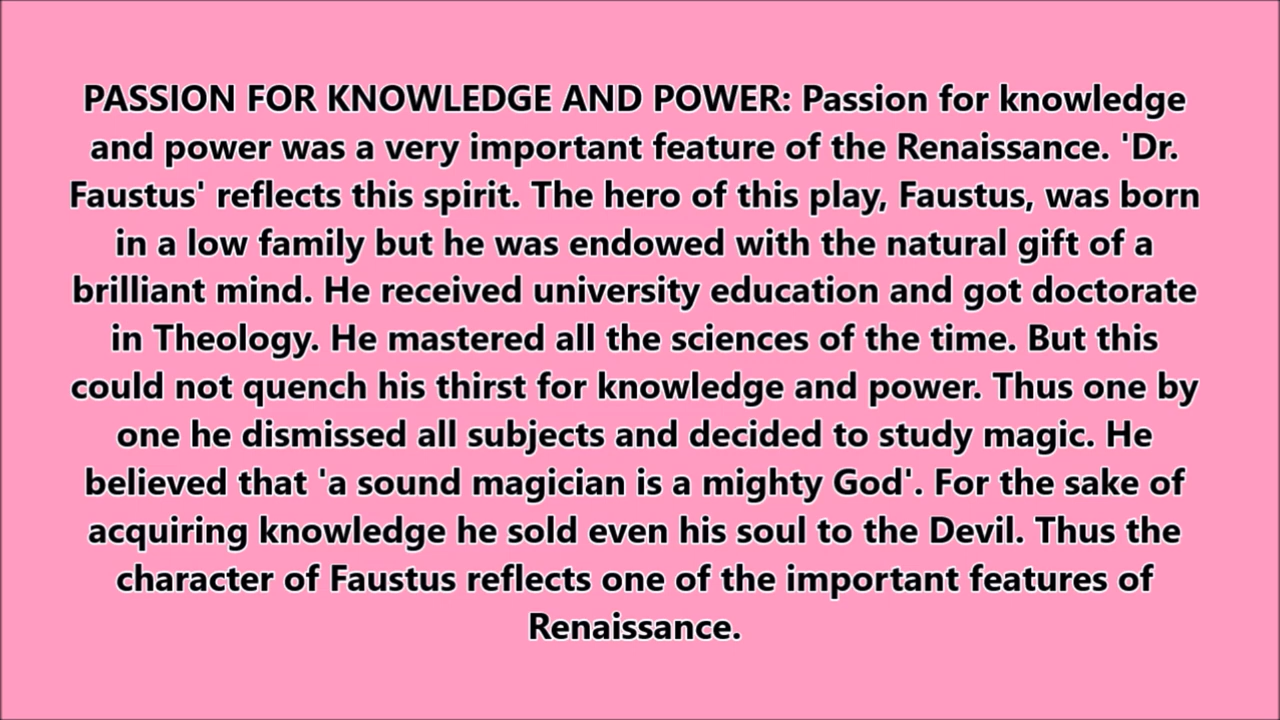 PASSION FOR KNOWLEDGE AND POWER: Passion for knowledge
and power was a very important feature of the Renaissance. 'Dr.
Faustus' reflects this spirit. The hero of this play, Faustus, was born
in a low family but he was endowed with the natural gift of a
brilliant mind. He received university education and got doctorate
in Theology. He mastered all the sciences of the time. But this
could not quench his thirst for knowledge and power. Thus one by
one he dismissed all subjects and decided to study magic. He
believed that 'a sound magician is a mighty God'. For the sake of
acquiring knowledge he sold even his soul to the Devil. Thus the
character of Faustus reflects one of the important features of
Renaissance.